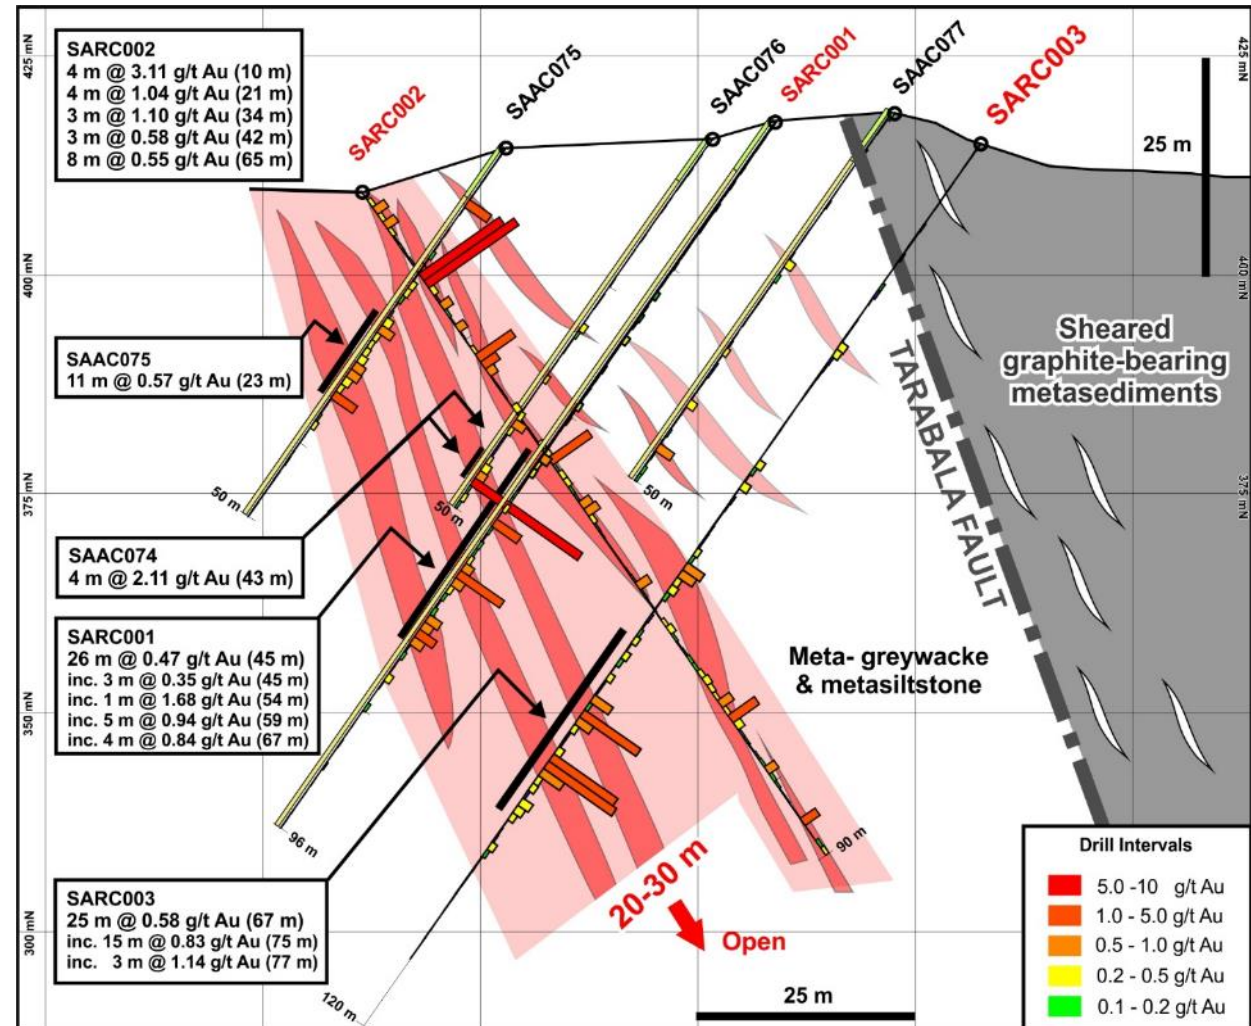 425 mN
400 mN
375 mN
350 mN
300 mN
SARC002
4 m @ 3.11 g/t Au (10 m)
4 m @ 1.04 g/t Au (21 m)
3 m @ 1.10 g/t Au (34 m)
3 m @ 0.58 g/t Au (42 m)
8 m @ 0.55 g/t Au (65 m)
SARC002
SAAC075
SAAC076
SARC001
SAAC077
SARC003
425 mN
25 m
400 mN
375 mN
Sheared
graphite-bearing
metasediments
TARABALA FAULT
SAAC075
11 m @ 0.57 g/t Au (23 m)
50 m
50 m
50 m
SAAC074
4 m @ 2.11 g/t Au (43 m)
SARC001
26 m @ 0.47 g/t Au (45 m)
inc. 3 m @ 0.35 g/t Au (45 m)
inc. 1 m @ 1.68 g/t Au (54 m)
inc. 5 m @ 0.94 g/t Au (59 m)
inc. 4 m @ 0.84 g/t Au (67 m)
Meta- greywacke
& metasiltstone
96 m
90 m
SARC003
25 m @ 0.58 g/t Au (67 m)
inc. 15 m @ 0.83 g/t Au (75 m)
inc. 3 m @ 1.14 g/t Au (77 m)
20-30 m
Open
120 m
25 m
Drill Intervals
5.0 -10 g/t Au
1.0 - 5.0 g/t Au
0.5 - 1.0 g/t Au
0.2 - 0.5 g/t Au
0.1 - 0.2 g/t Au